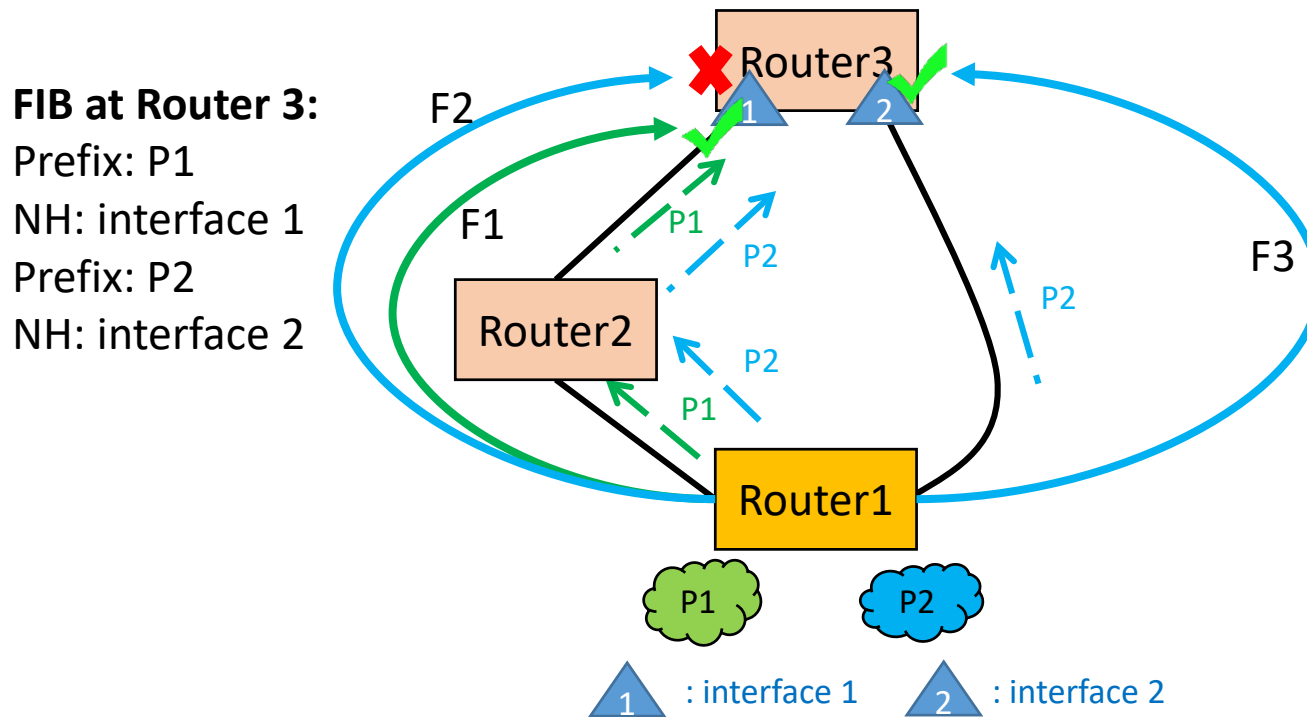 Router3
1
2
FIB at Router 3:
Prefix: P1
NH: interface 1
Prefix: P2
NH: interface 2
F2
F1
P1
P2
F3
P2
Router2
P2
P1
Router1
P1
P2
1 : interface 1
2 : interface 2